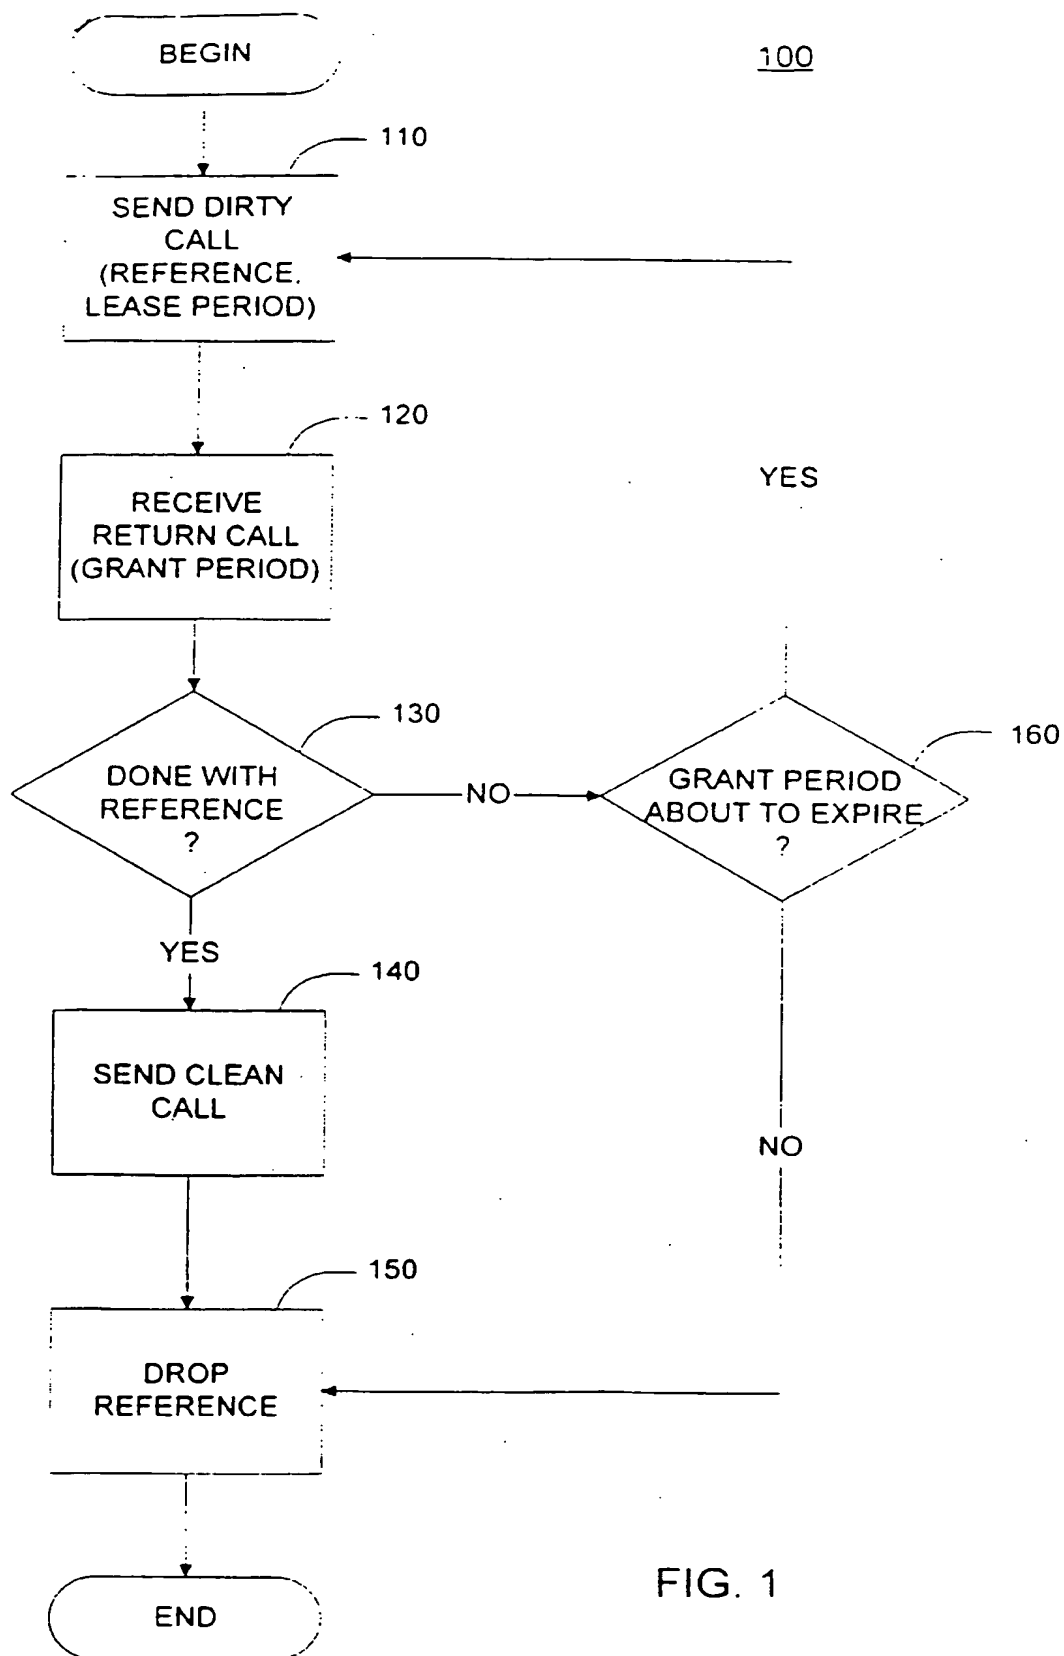 BEGIN
100
110
SEND DIRTY
CALL
(REFERENCE.
LEASE PERIOD)
120
RECEIVE
RETURN CALL
(GRANT PERIOD)
YES
130
DONE WITH
REFERENCE
?
NO
160
GRANT PERIOD
ABOUT TO EXPIRE
?
YES
140
SEND CLEAN
CALL
NO
150
DROP
REFERENCE
END
FIG. 1